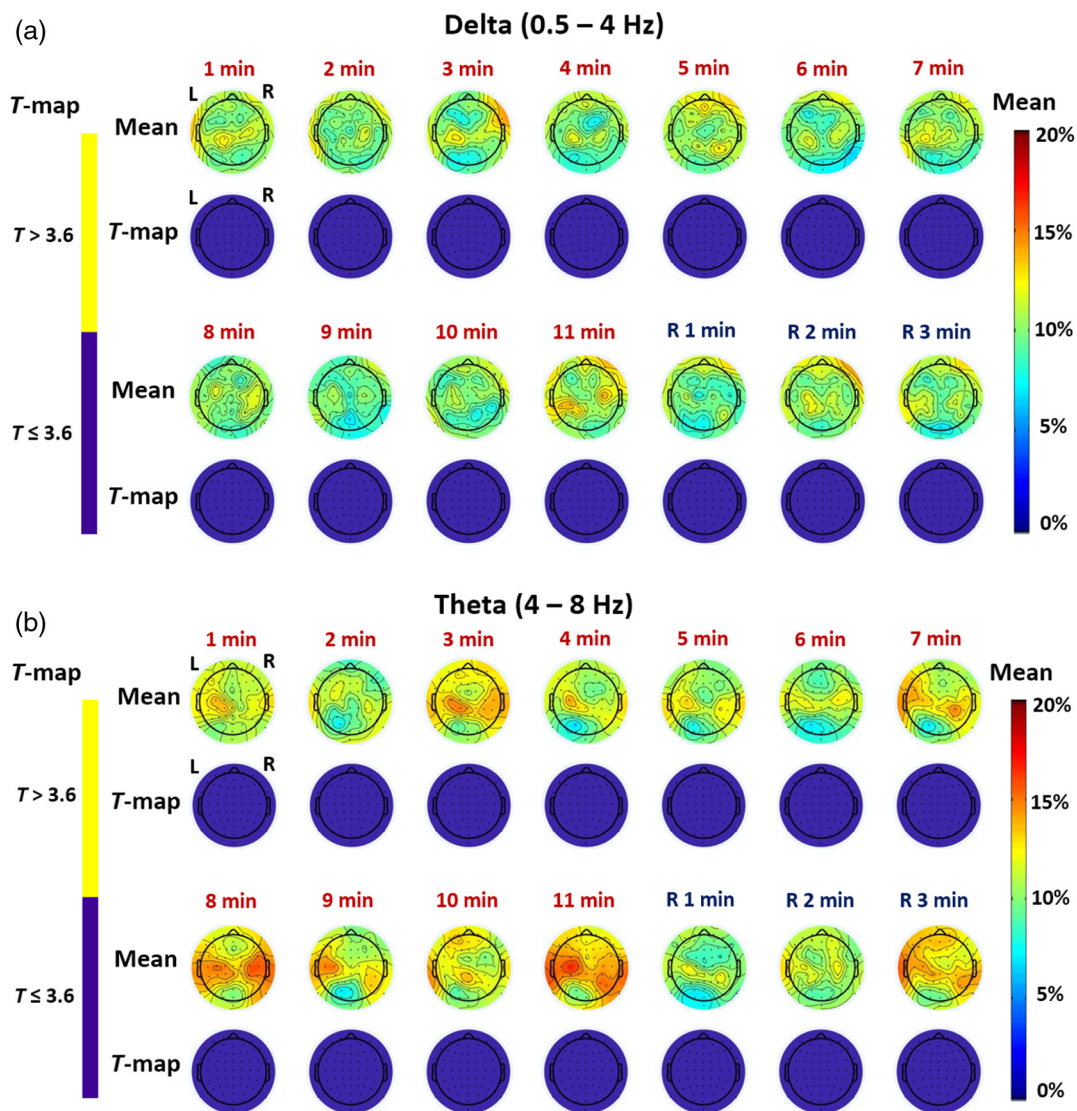 (a)
Delta (0.5 – 4 Hz)
1 min 2 min 3 min 4 min 5 min 6 min 7 min
L R
T-map
Mean
Mean
20%
15%
10%
5%
0%
T > 3.6
T ≤ 3.6
L R
T-map
8 min 9 min 10 min 11 min R 1 min R 2 min R 3 min
Mean
T-map
(b)
Theta (4 – 8 Hz)
1 min 2 min 3 min 4 min 5 min 6 min 7 min
L R
T-map
Mean
Mean
20%
15%
10%
5%
0%
T > 3.6
T ≤ 3.6
L R
T-map
8 min 9 min 10 min 11 min R 1 min R 2 min R 3 min
Mean
T-map